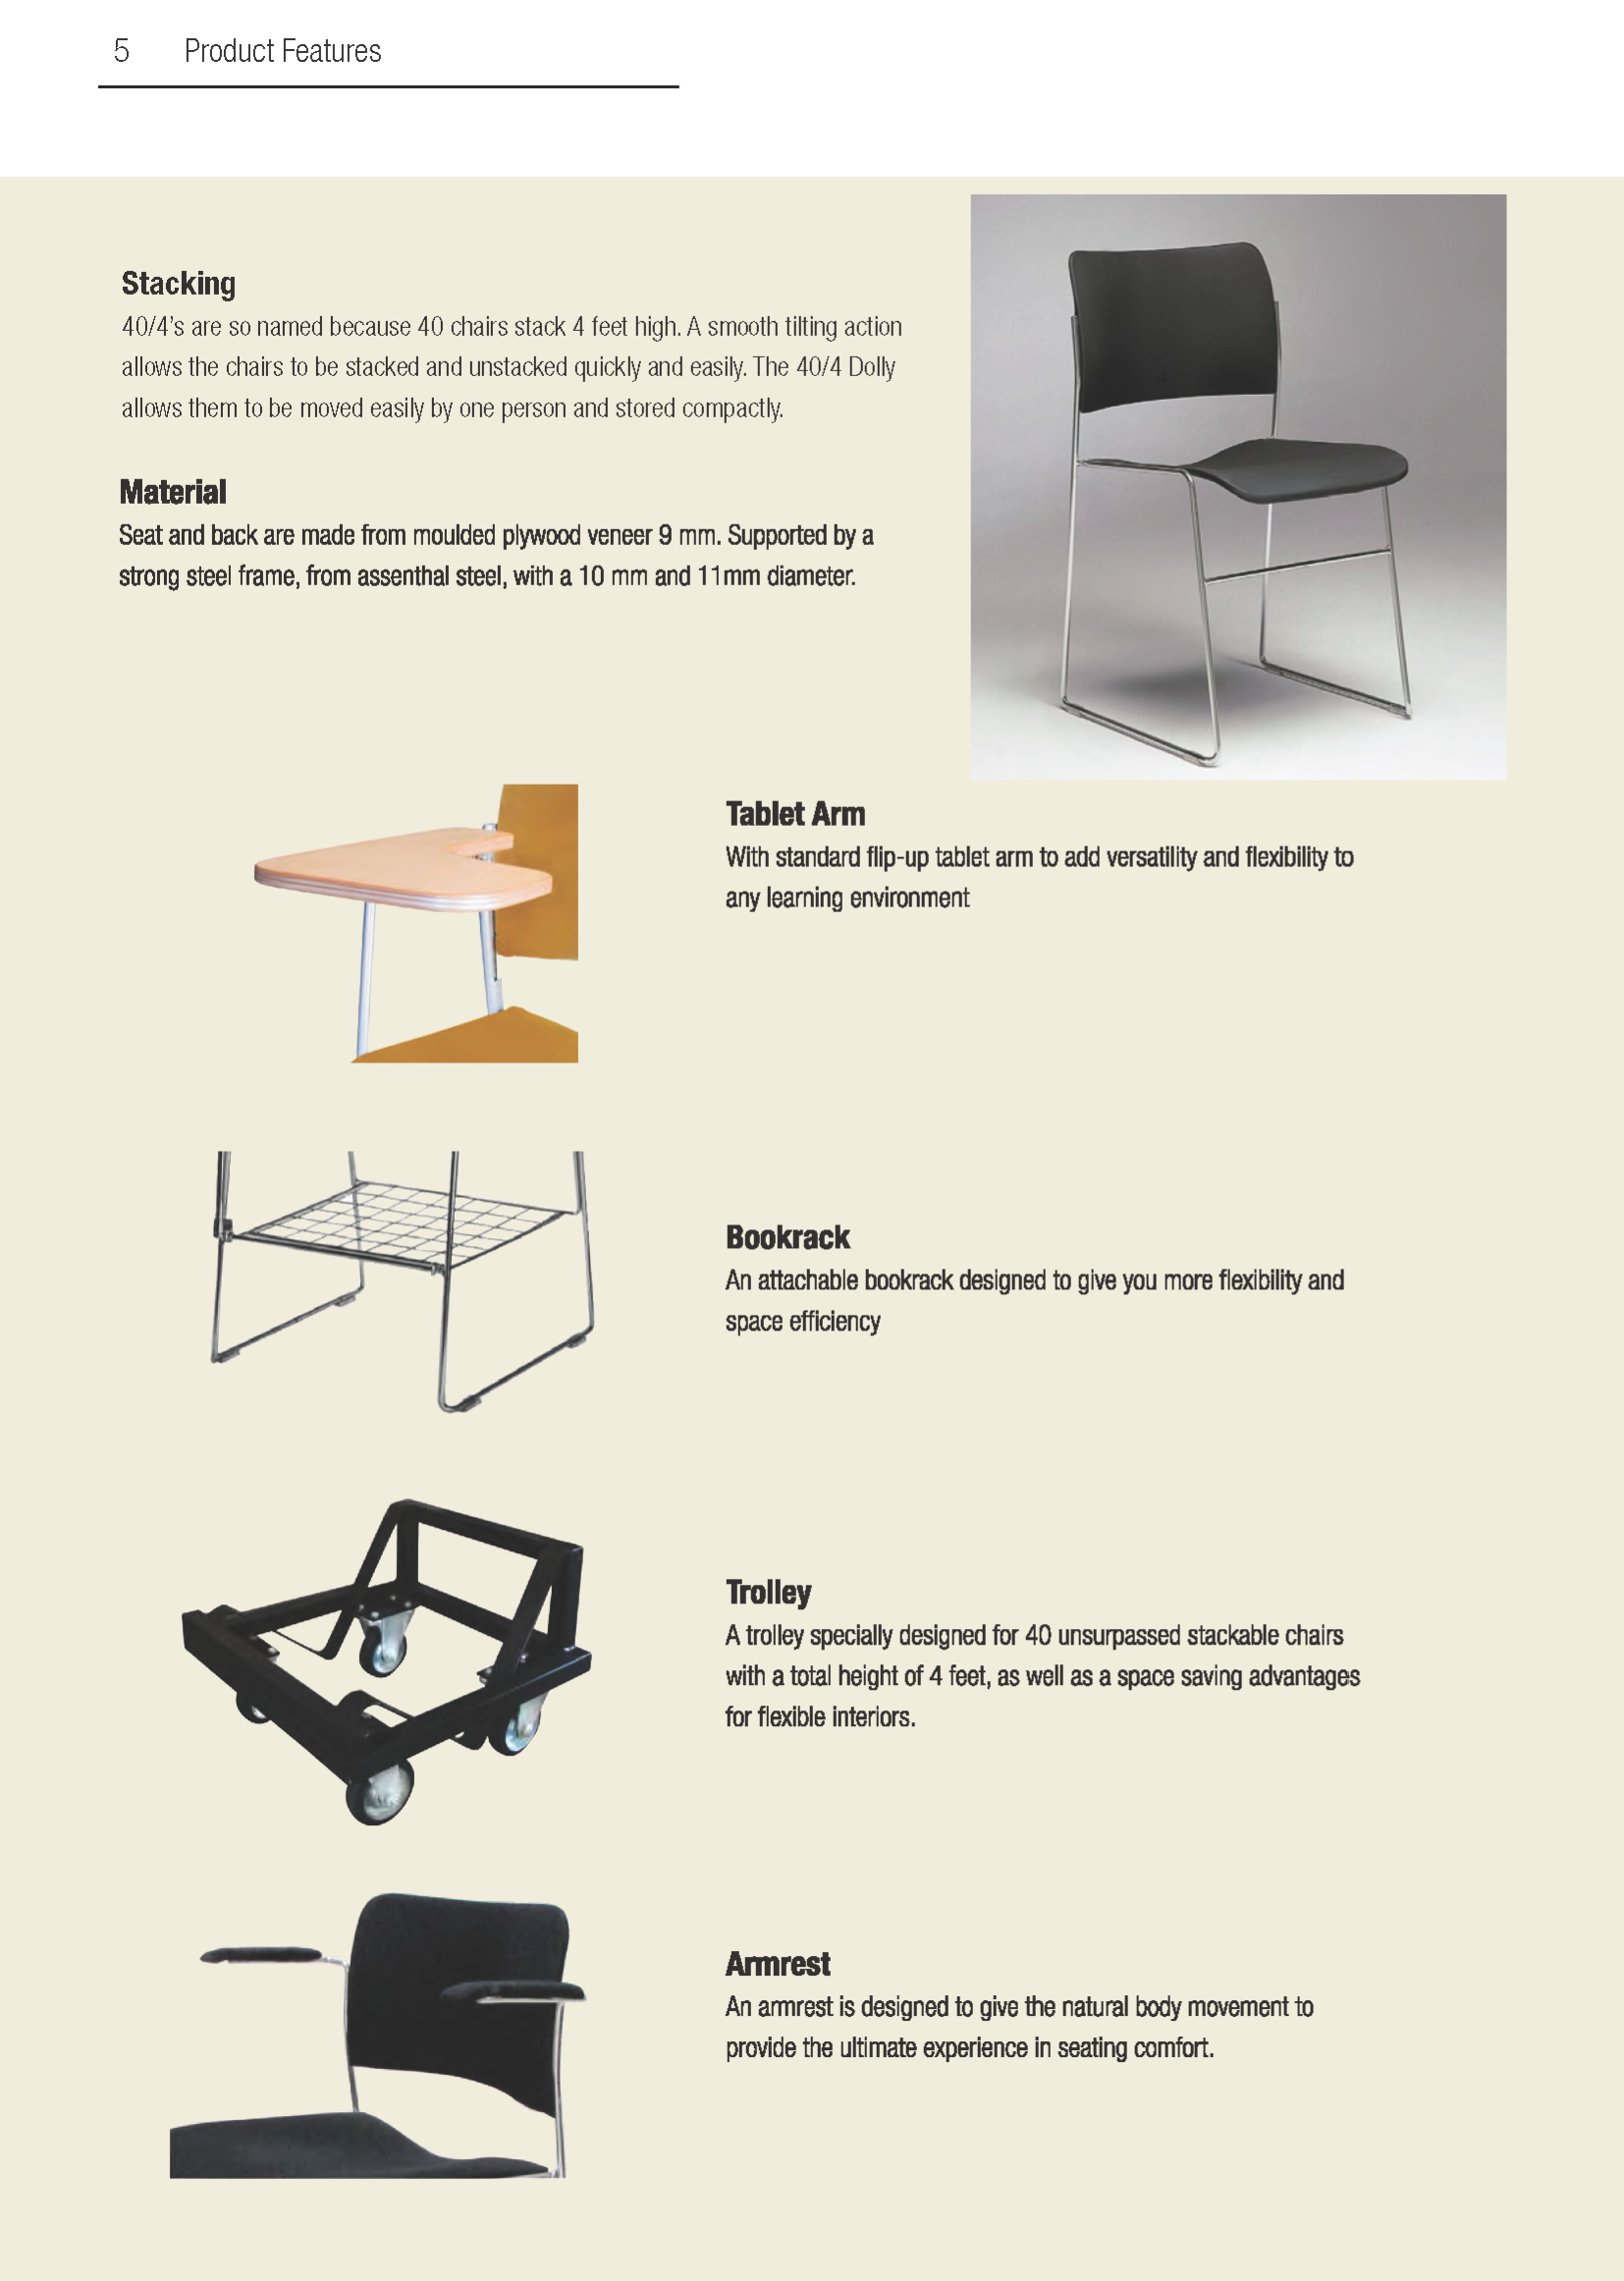 5 Product Features
Stacking
40/4's are so named because 40 chairs stack 4 feet high. A smooth tilting action
allows the chairs to be stacked and unstacked quickly and easily. The 40/4 Dolly
allows them to be moved easily by one person and stored compactly.
Material
Seat and back are made from moulded plywood veneer 9 mm. Supported by a
strong steel frame, from assenthal steel, with a 10 mm and 11mm diameter.
Tablet Arm
With standard flip-up tablet arm to add versatility and flexibility to
any learning environment
Bookrack
An attachable bookrack designed to give you more flexibility and
space efficiency
Trolley
A trolley specially designed for 40 unsurpassed stackable chairs
with a total height of 4 feet, as well as a space saving advantages
for flexible interiors.
Armrest
An armrest is designed to give the natural body movement to
provide the ultimate experience in seating comfort.